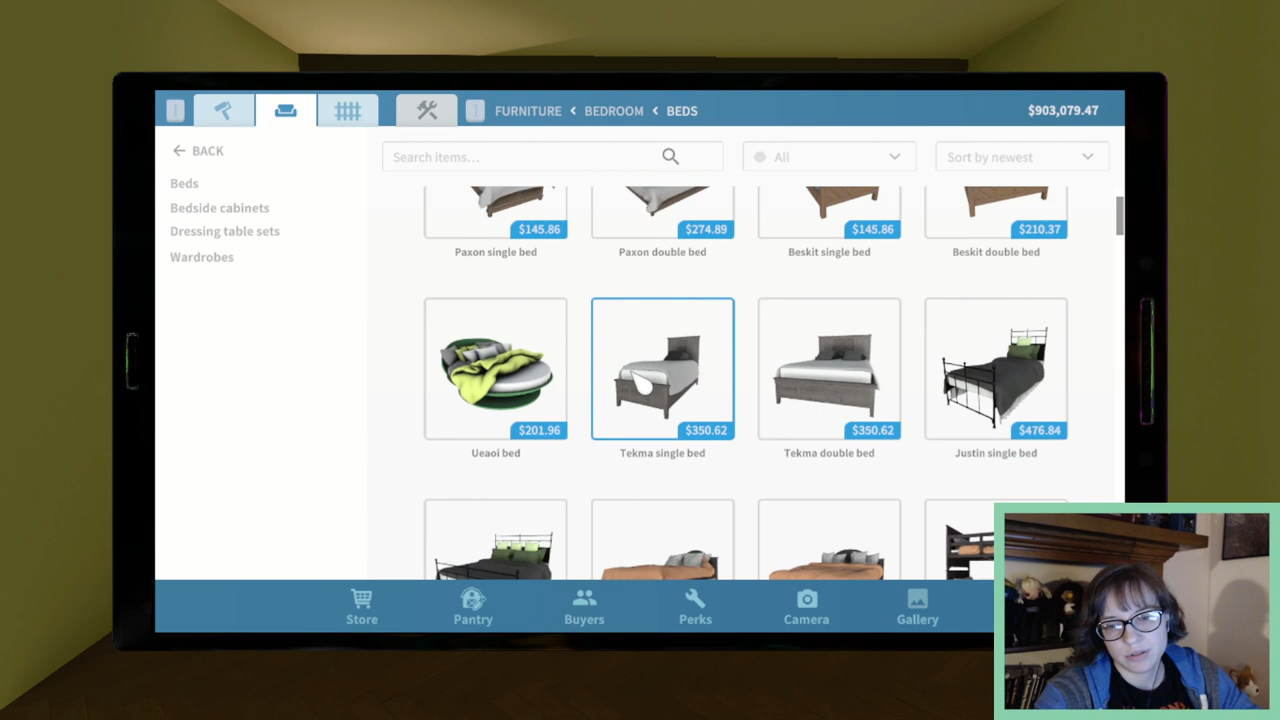 FURNITURE < BEDROOM < BEDS
$903,079.47
BACK
Search items...
All
Sort by newest
Beds
Bedside cabinets
Dressing table sets
Wardrobes
$145.86
$274.89
$145.86
$210.37
Paxon single bed
Paxon double bed
Beskit single bed
Beskit double bed
$201.96
$350.62
$350.62
$476.84
Ueaoi bed
Tekma single bed
Tekma double bed
Justin single bed
Store
Pantry
Buyers
Perks
Camera
Gallery